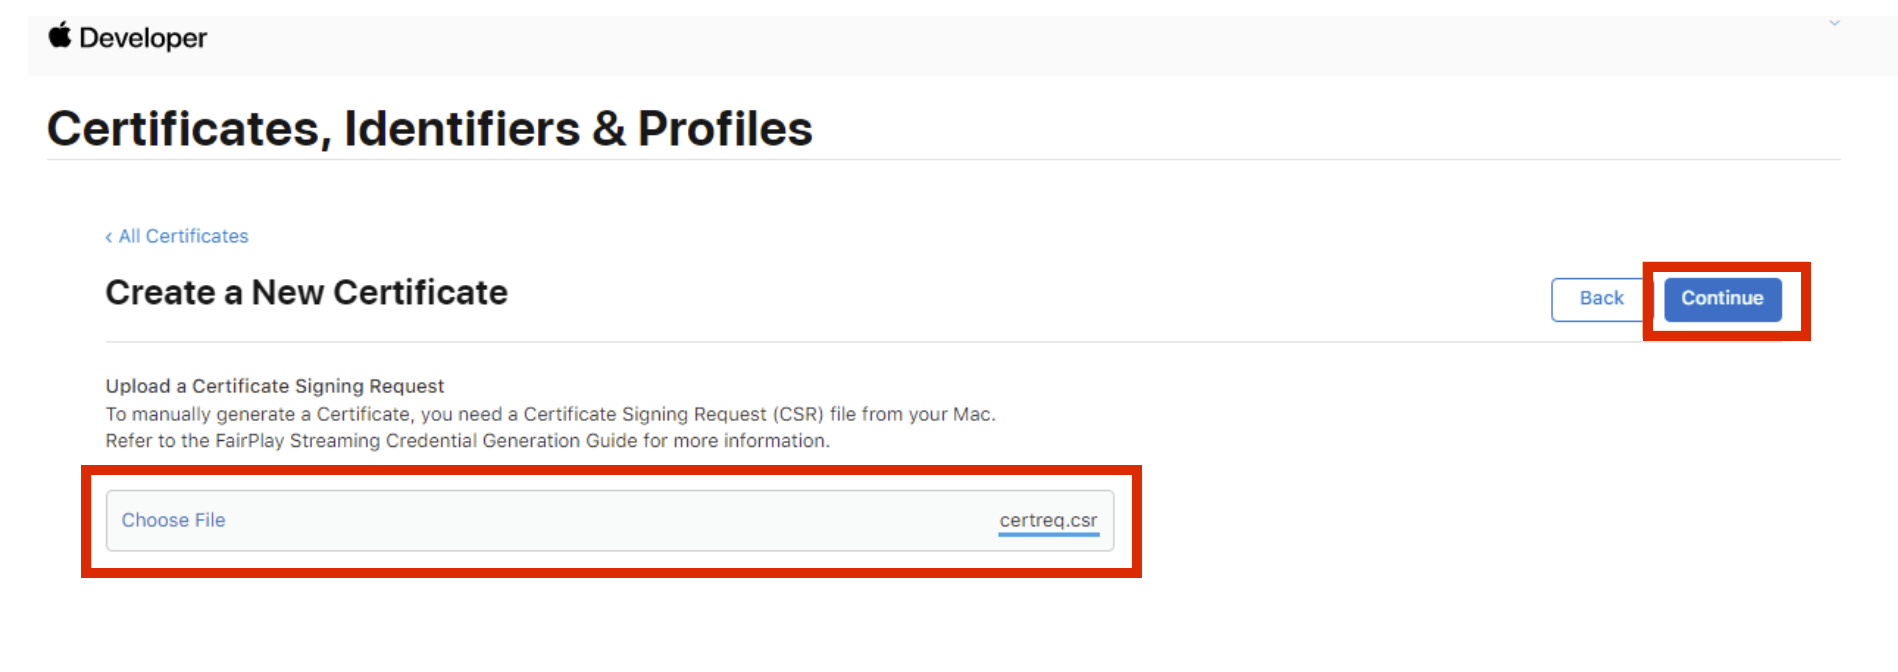 Developer
Certificates, Identifiers & Profiles
‹ All Certificates
Create a New Certificate
Back
Continue
Upload a Certificate Signing Request
To manually generate a Certificate, you need a Certificate Signing Request (CSR) file from your Mac.
Refer to the FairPlay Streaming Credential Generation Guide for more information.
Choose File
certreq.csr